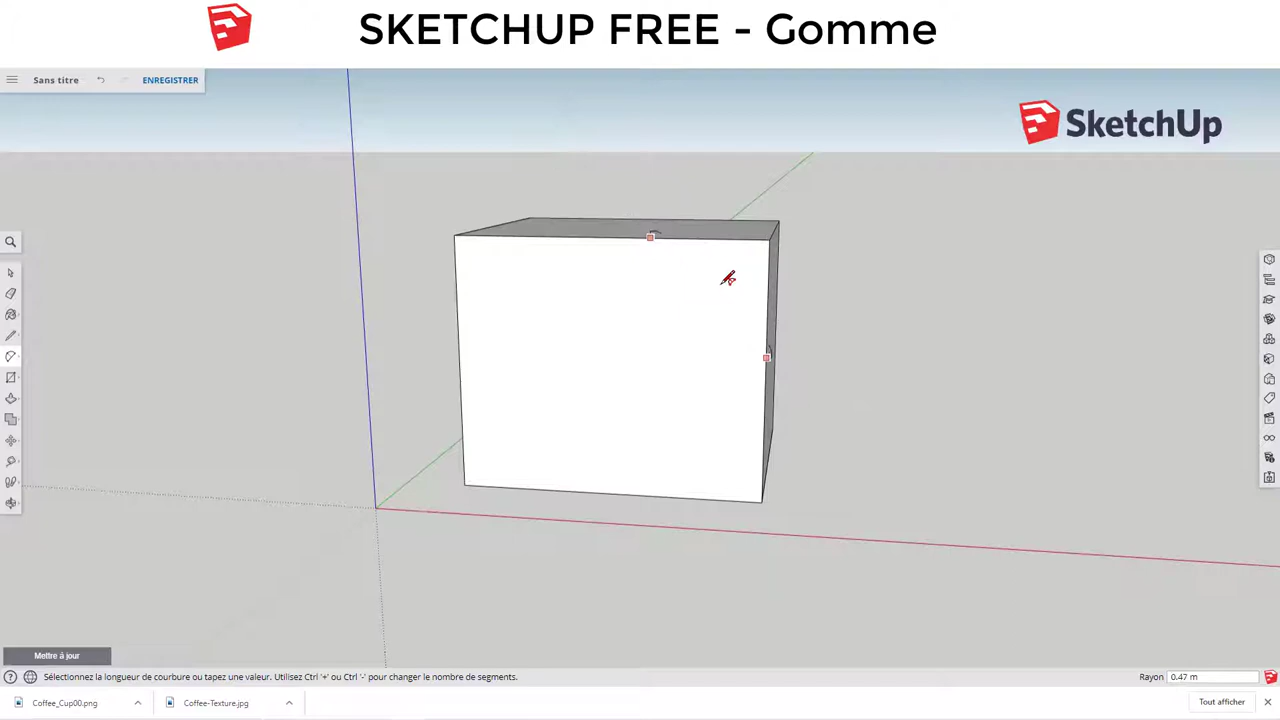 SKETCHUP FREE - Gomme
Sans titre
ENREGISTRER
SketchUp
Mettre à jour
Sélectionnez la longueur de courbure ou tapez une valeur. Utilisez Ctrl '+' ou Ctrl '-' pour changer le nombre de segments.
Rayon
0.47 m
Coffee_Cup00.png
Coffee-Texture.jpg
Tout afficher